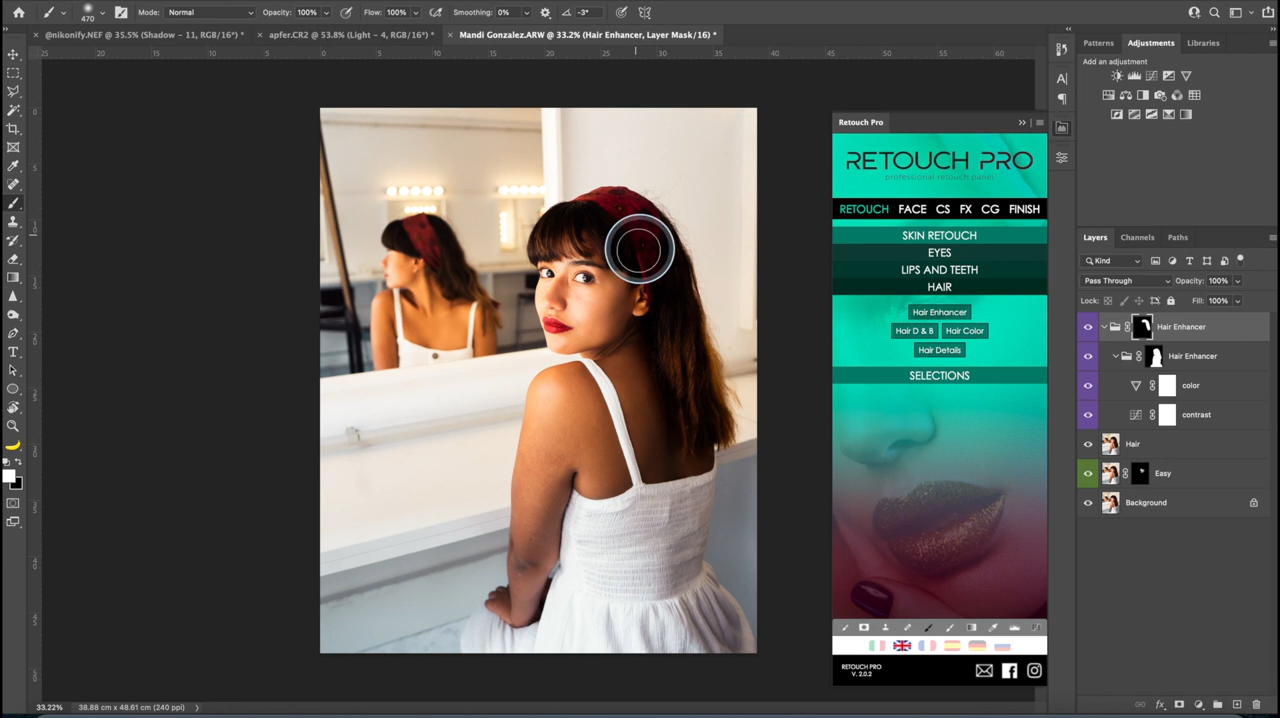 470 Mode: Normal Opacity: 100% Flow: 100% Smoothing: 0% -3°
× @nikonify.NEF @ 35.5% (Shadow - 11, RGB/16*) * × apfer.CR2 @ 53.8% (Light - 4, RGB/16*) * × Mandi Gonzalez.ARW @ 33.2% (Hair Enhancer, Layer Mask/16) *
Patterns Adjustments Libraries
Add an adjustment
Retouch Pro
RETOUCH PRO
professional retouch panel
RETOUCH FACE CS FX CG FINISH
SKIN RETOUCH
EYES
LIPS AND TEETH
HAIR
Hair Enhancer
Hair D & B Hair Color
Hair Details
SELECTIONS
RETOUCH PRO
V. 2.0.2
Layers Channels Paths
Kind
Pass Through Opacity: 100%
Lock: Fill: 100%
Hair Enhancer
Hair Enhancer
color
contrast
Hair
Easy
Background
33.22% 38.88 cm x 48.61 cm (240 ppi)